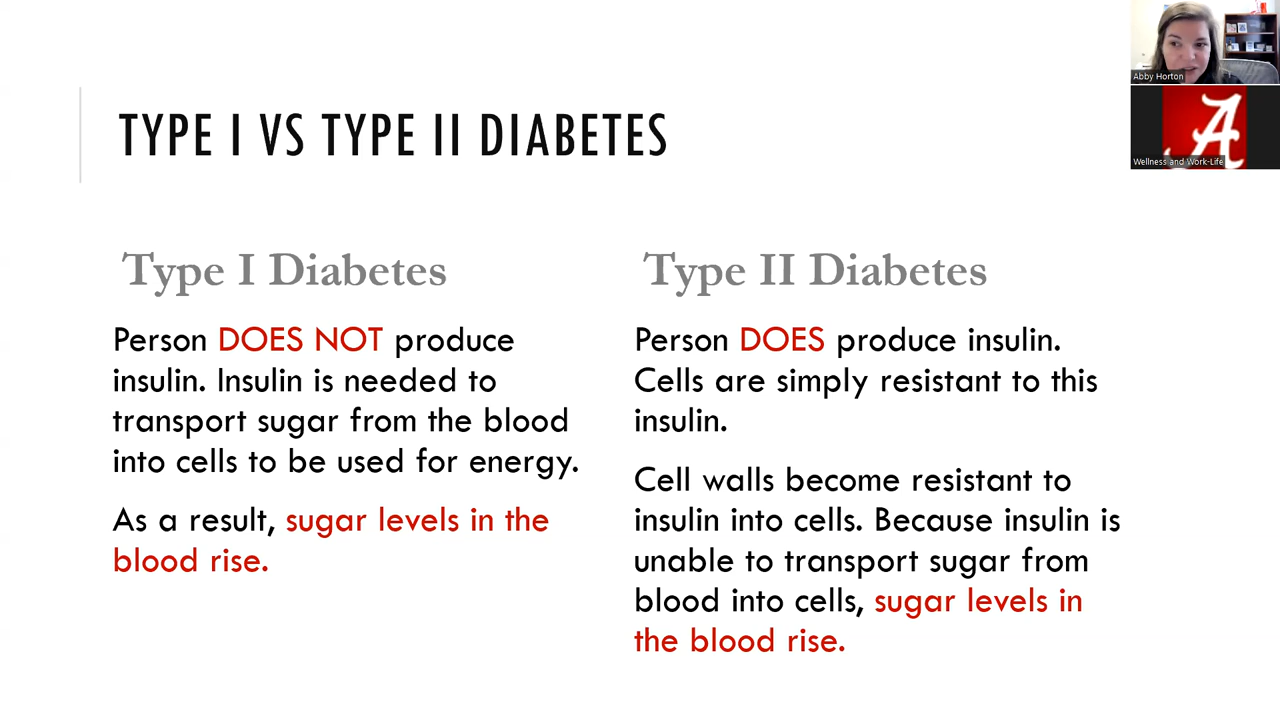 TYPE I VS TYPE II DIABETES
Type I Diabetes
Person DOES NOT produce
insulin. Insulin is needed to
transport sugar from the blood
into cells to be used for energy.
As a result, sugar levels in the
blood rise.
Type II Diabetes
Person DOES produce insulin.
Cells are simply resistant to this
insulin.
Cell walls become resistant to
insulin into cells. Because insulin is
unable to transport sugar from
blood into cells, sugar levels in
the blood rise.
Abby Horton
A
Wellness and Work-Life